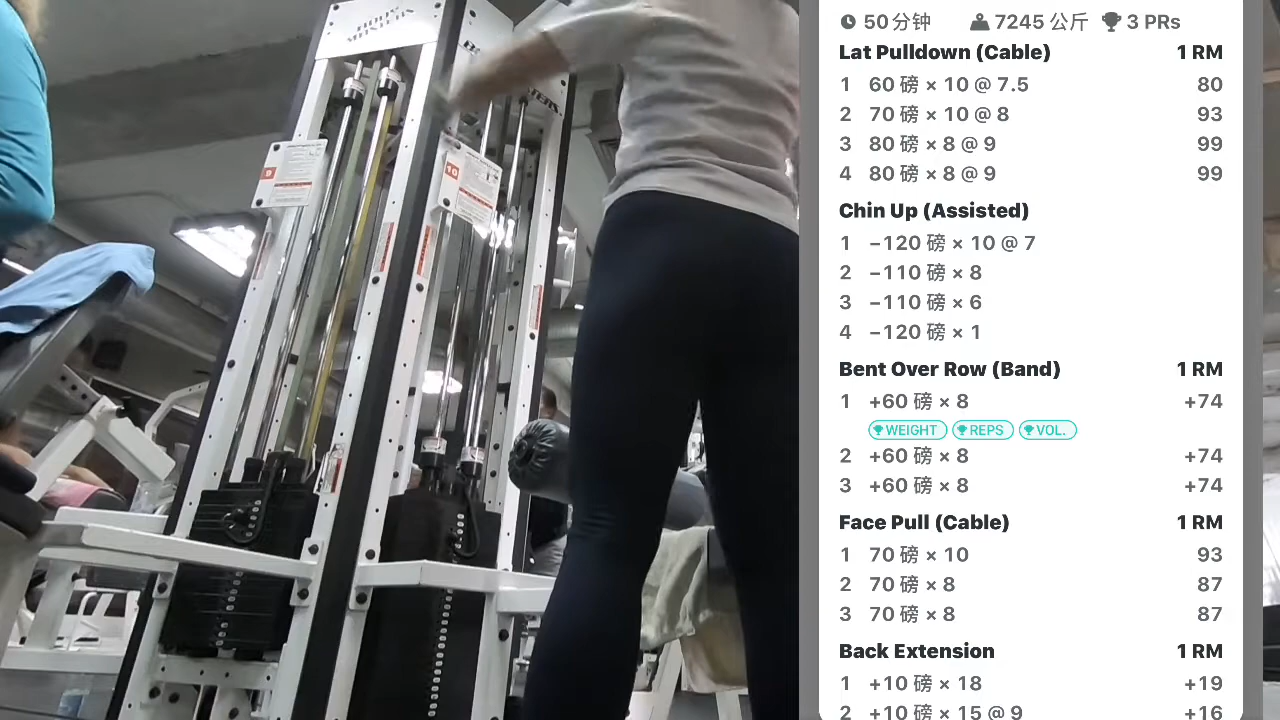 50分钟 7245 公斤 3 PRs
Lat Pulldown (Cable) 1 RM
1 60 磅 × 10 @ 7.5 80
2 70 磅 × 10 @ 8 93
3 80 磅 × 8 @ 9 99
4 80 磅 × 8 @ 9 99
Chin Up (Assisted)
1 −120 磅 × 10 @ 7
2 −110 磅 × 8
3 −110 磅 × 6
4 −120 磅 × 1
Bent Over Row (Band) 1 RM
1 +60 磅 × 8 +74
WEIGHT REPS VOL.
2 +60 磅 × 8 +74
3 +60 磅 × 8 +74
Face Pull (Cable) 1 RM
1 70 磅 × 10 93
2 70 磅 × 8 87
3 70 磅 × 8 87
Back Extension 1 RM
1 +10 磅 × 18 +19
2 +10 磅 × 15 @ 9 +16
9
10